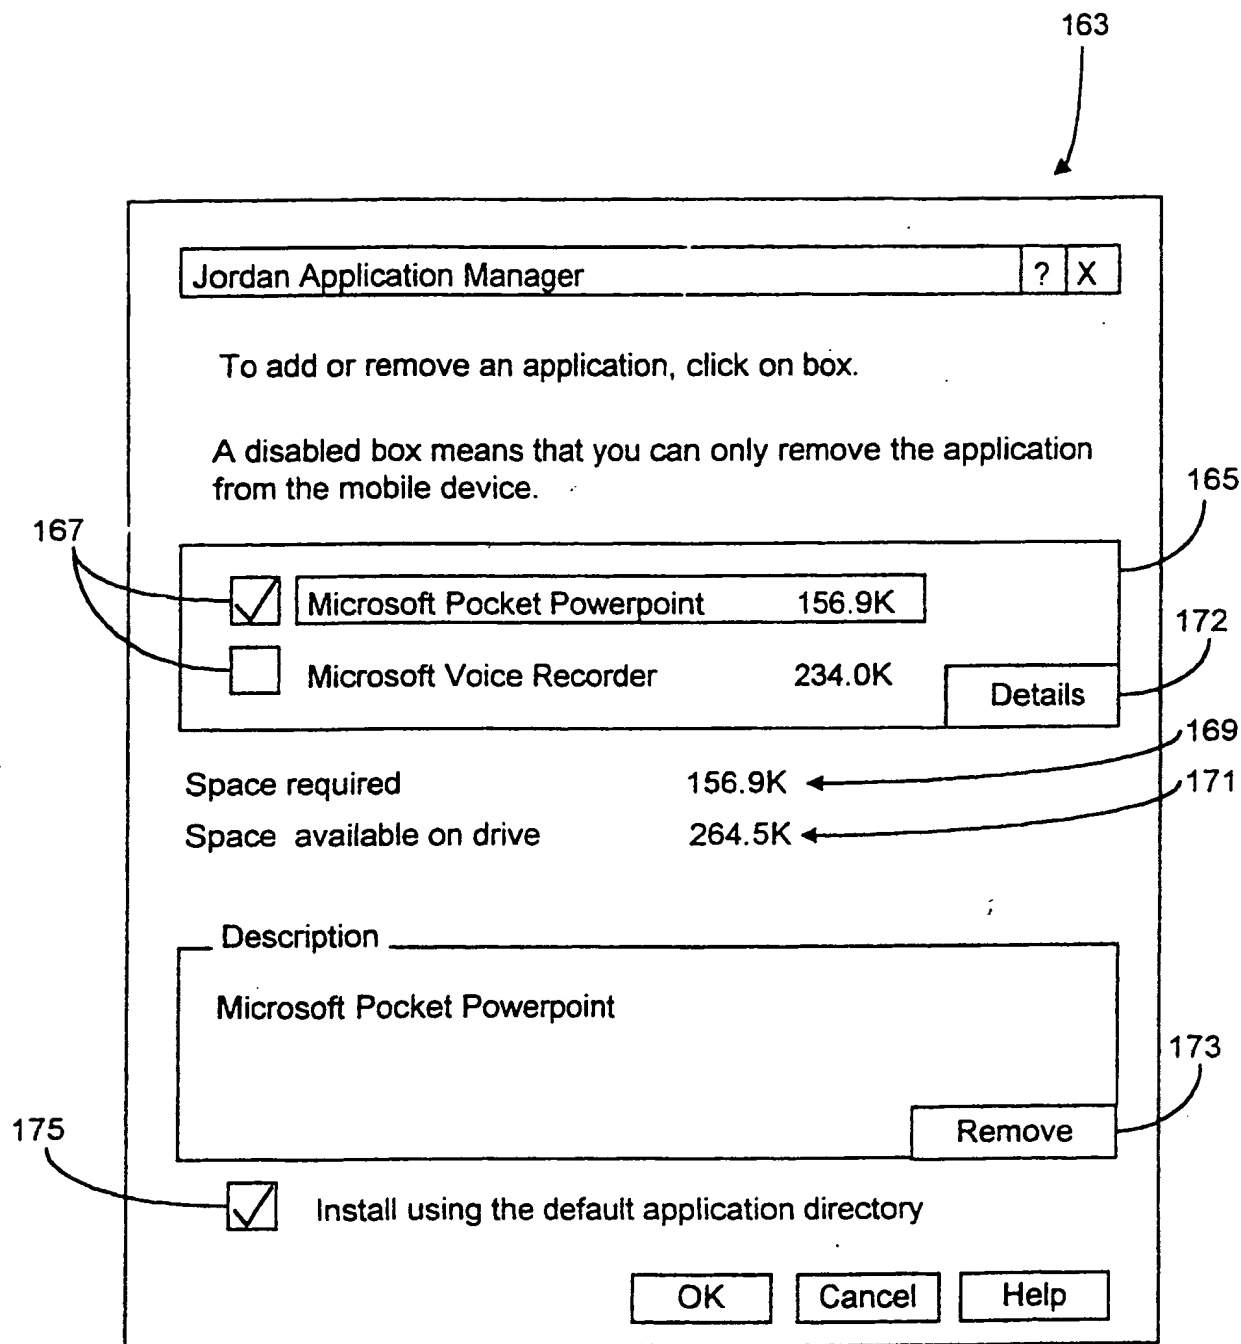 163
Jordan Application Manager ? X
To add or remove an application, click on box.
A disabled box means that you can only remove the application
from the mobile device.
165
167
Microsoft Pocket Powerpoint 156.9K
172
Microsoft Voice Recorder 234.0K
Details
169
Space required 156.9K
171
Space available on drive 264.5K
Description
Microsoft Pocket Powerpoint
173
Remove
175
Install using the default application directory
OK Cancel Help